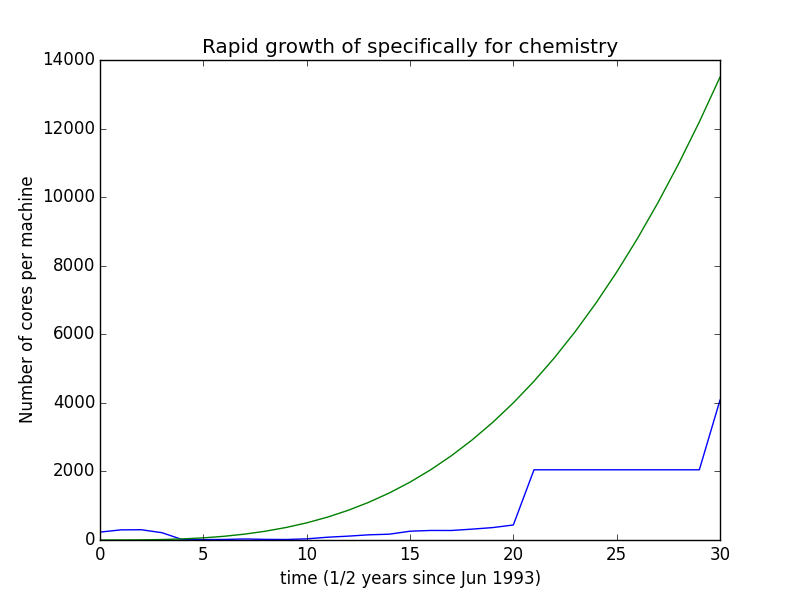 Rapid growth of specifically for chemistry
14000
12000
10000
8000
6000
4000
2000
0
Number of cores per machine
0 5 10 15 20 25 30
time (1/2 years since Jun 1993)